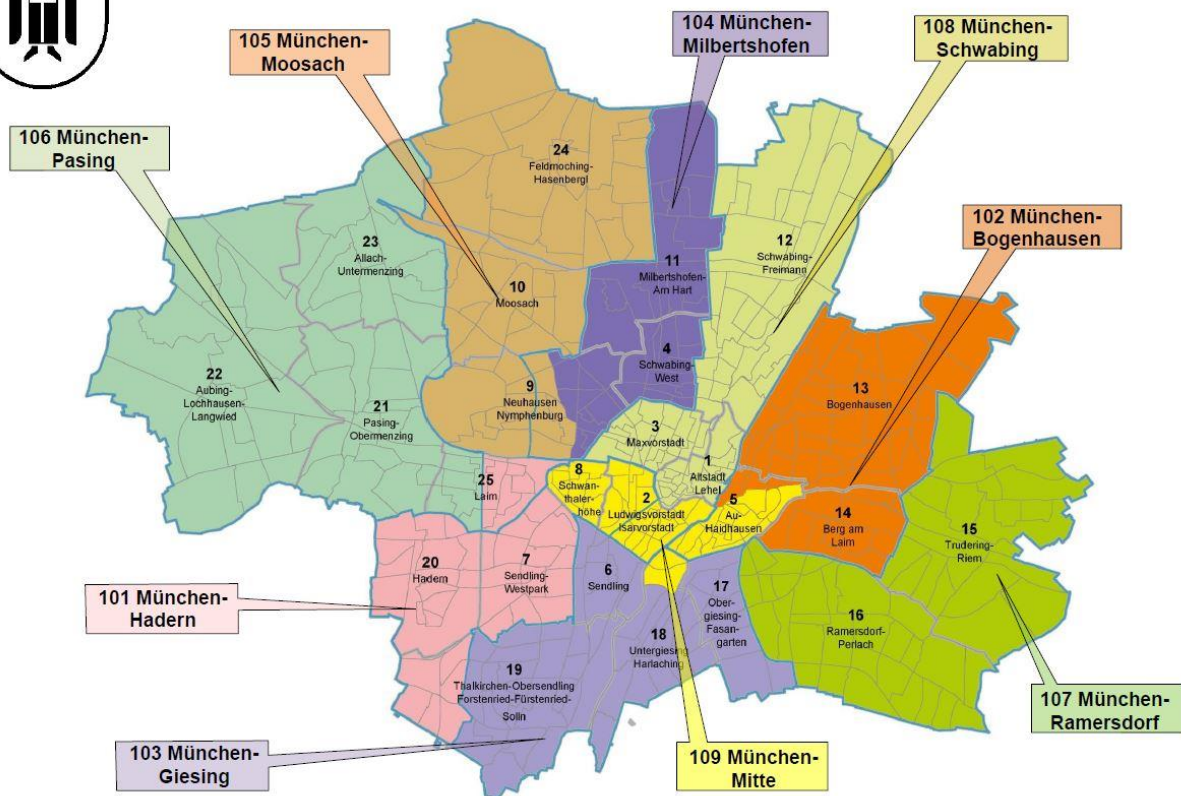 104 München-
Milbertshofen
108 München-
Schwabing
105 München-
Moosach
106 München-
Pasing
24
Feldmoching-
Hasenbergl
102 München-
Bogenhausen
23
Allach-
Untermenzing
12
Schwabing-
Freimann
11
Milbertshofen-
Am Hart
10
Moosach
4
Schwabing-
West
22
Aubing-
Lochhausen-
Langwied
21
Pasing-
Obermenzing
9
Neuhausen
Nymphenburg
13
Bogenhausen
3
Maxvorstadt
1
Altstadt
Lehel
25
Laim
8
Schwan-
thaler-
höhe
2
Ludwigsvorstadt
Isarvorstadt
5
Au-
Haidhausen
14
Berg am
Laim
15
Trudering-
Riem
20
Hadern
7
Sendling-
Westpark
6
Sendling
17
Ober-
giesing-
Fasan-
garten
16
Ramersdorf-
Perlach
101 München-
Hadern
18
Untergiesing
Harlaching
19
Thalkirchen-Obersendling
Forstenried-Fürstenried-
Solln
107 München-
Ramersdorf
103 München-
Giesing
109 München-
Mitte